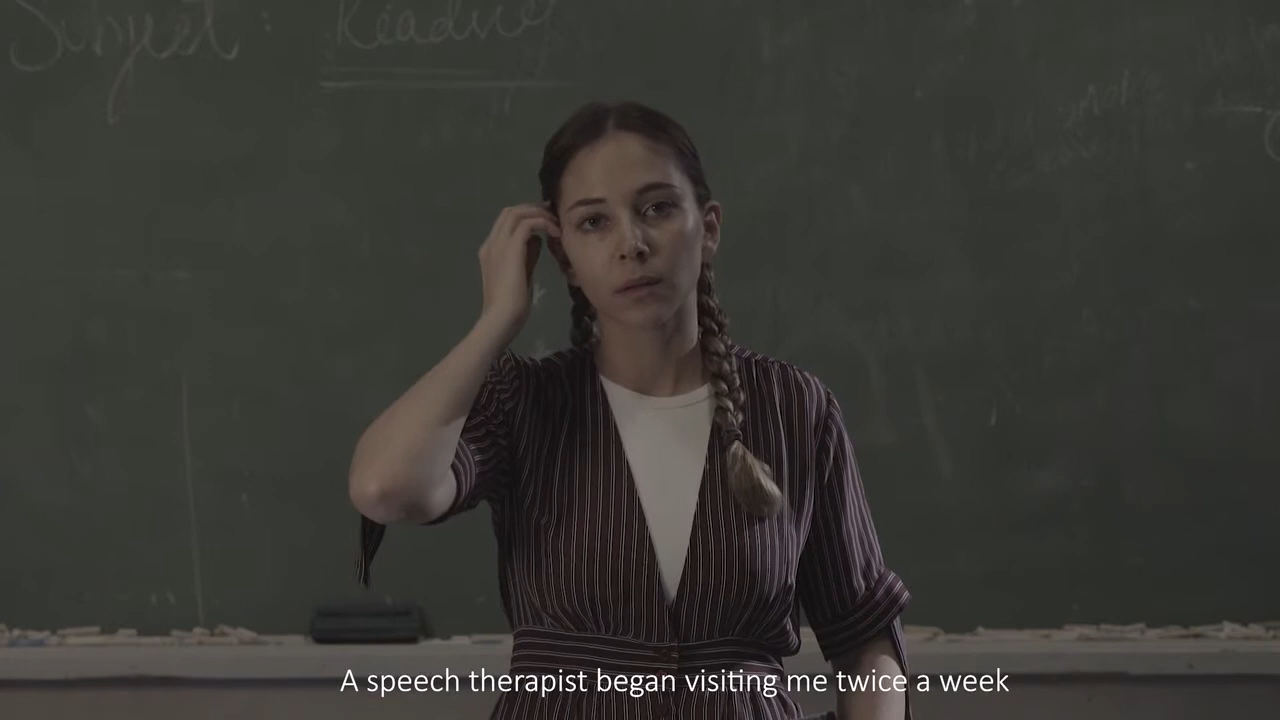 Subject: Reading
A speech therapist began visiting me twice a week